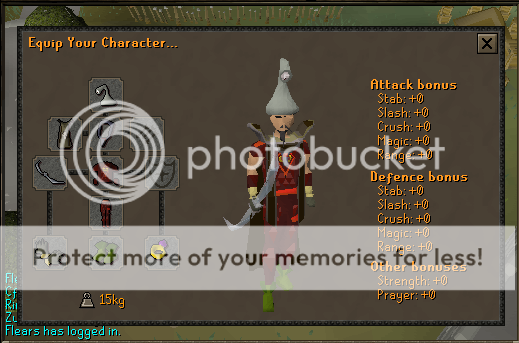 Equip Your Character...
Attack bonus
Stab: +0
Slash: +0
Crush: +0
Magic: +0
Range: +0
photobucket
Defence bonus
Stab: +0
Slash: +0
Crush: +0
Magic: +0
Range: +0
Protect more of your memories for less!
Other bonuses
Strength: +0
Prayer: +0
15kg
Flears has logged in.